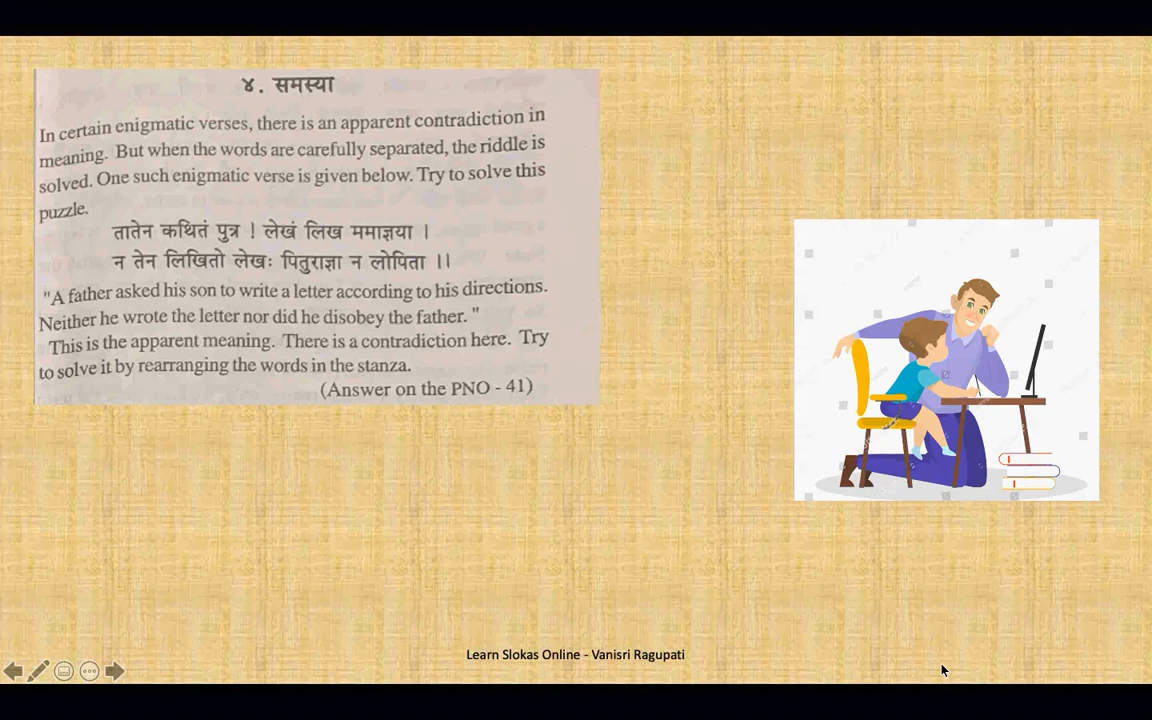 ४. समस्या
In certain enigmatic verses, there is an apparent contradiction in
meaning. But when the words are carefully separated, the riddle is
solved. One such enigmatic verse is given below. Try to solve this
puzzle.
तातेन कथितं पुत्र ! लेखं लिख ममाज्ञया ।
न तेन लिखितो लेखः पितुराज्ञा न लोपिता ।।
"A father asked his son to write a letter according to his directions.
Neither he wrote the letter nor did he disobey the father. "
This is the apparent meaning. There is a contradiction here. Try
to solve it by rearranging the words in the stanza.
(Answer on the PNO - 41)
Learn Slokas Online - Vanisri Ragupati